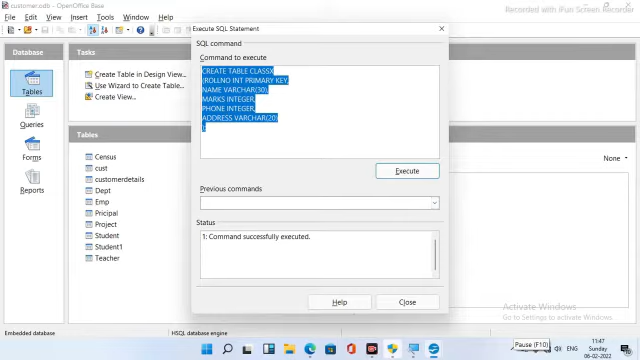 customer.odb - OpenOffice Base
Recorded with iFun Screen Recorder
File Edit View Insert Tools Window Help
Database
Tasks
Tables
Queries
Forms
Reports
Create Table in Design View...
Use Wizard to Create Table...
Create View...
Tables
Census
cust
customerdetails
Dept
Emp
Pricipal
Project
Student
Student1
Teacher
None
Execute SQL Statement
SQL command
Command to execute
CREATE TABLE CLASSX
(ROLLNO INT PRIMARY KEY,
NAME VARCHAR(30),
MARKS INTEGER,
PHONE INTEGER,
ADDRESS VARCHAR(20)
);
Execute
Previous commands
Status
1: Command successfully executed.
Help
Close
Activate Windows
Go to Settings to activate Windows.
Embedded database
HSQL database engine
Pause (F10)
ENG
11:47
Sunday
06-02-2022